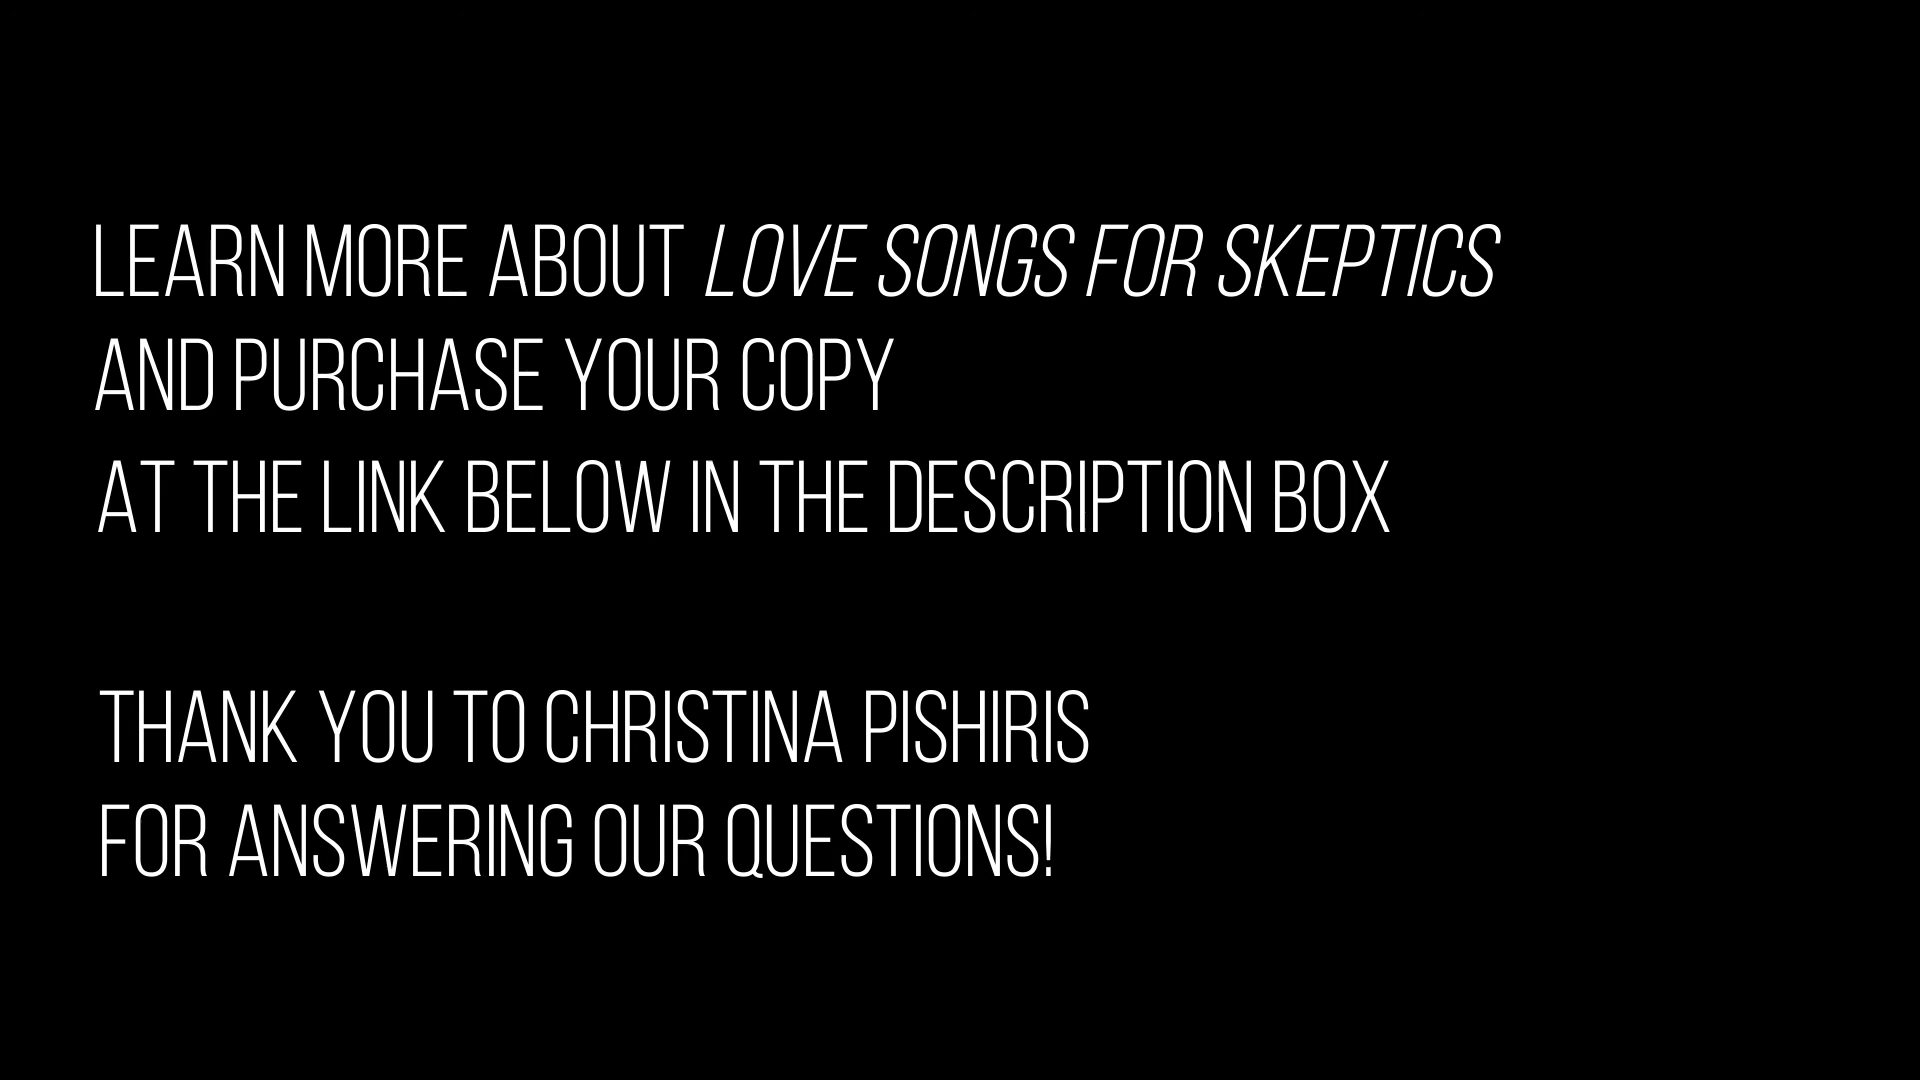 LEARN MORE ABOUT LOVE SONGS FOR SKEPTICS
AND PURCHASE YOUR COPY
AT THE LINK BELOW IN THE DESCRIPTION BOX
THANK YOU TO CHRISTINA PISHIRIS
FOR ANSWERING OUR QUESTIONS!